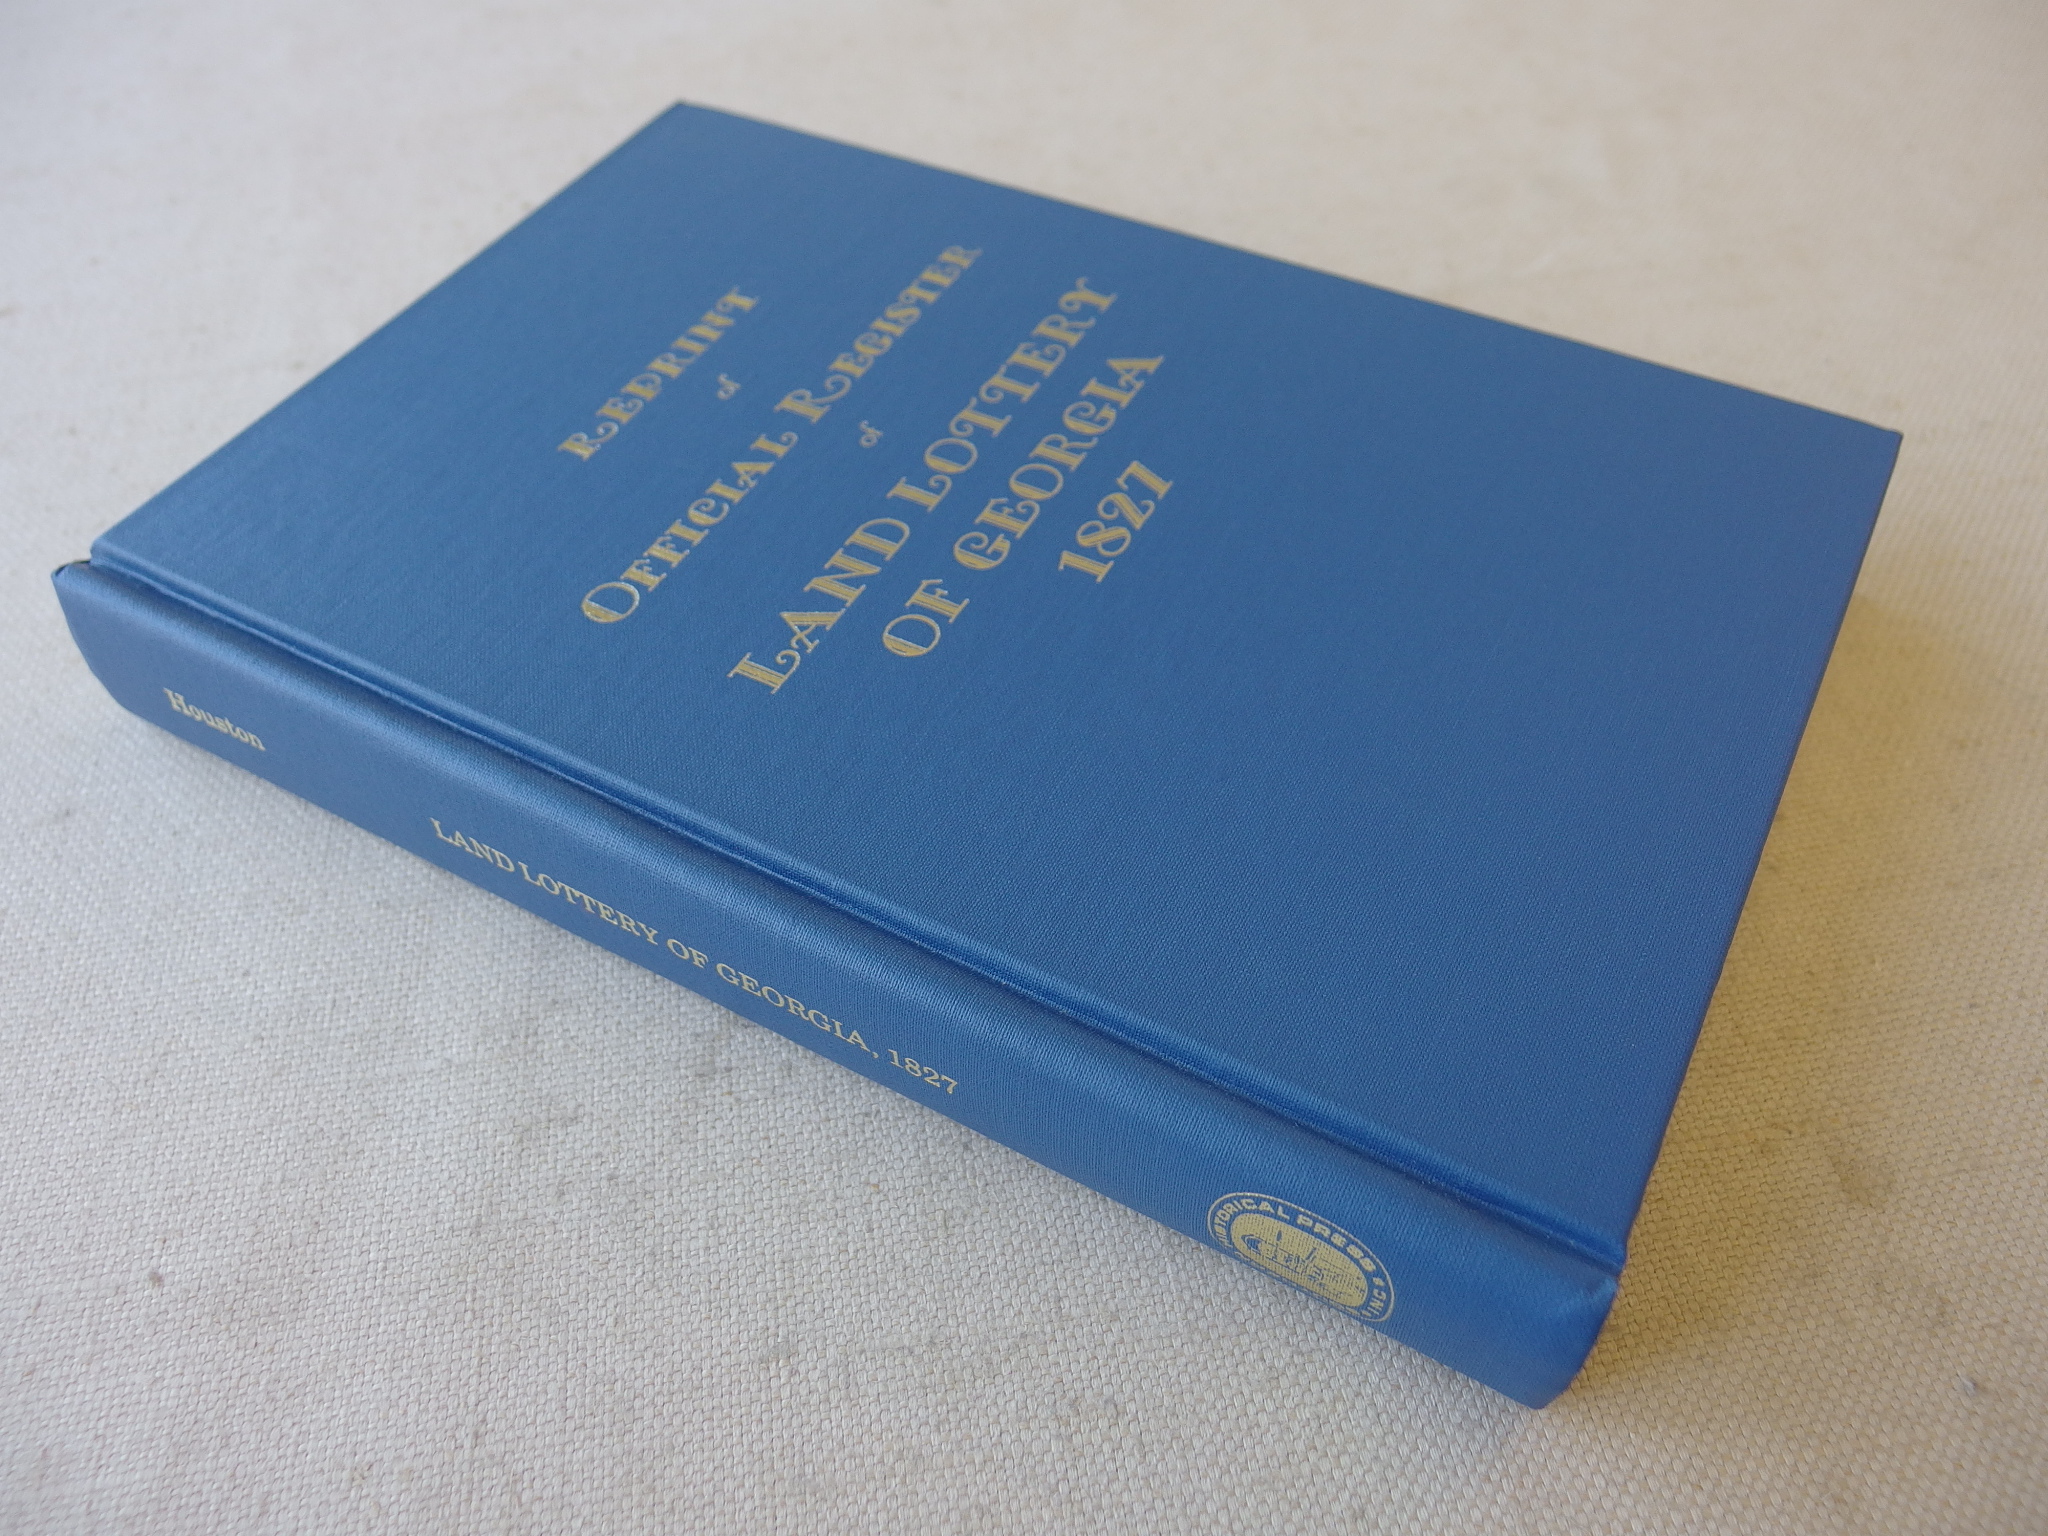 REPRINT
of
OFFICIAL REGISTER
of
LAND LOTTERY
OF GEORGIA
1827
Houston
LAND LOTTERY OF GEORGIA, 1827
HISTORICAL PRESS INC